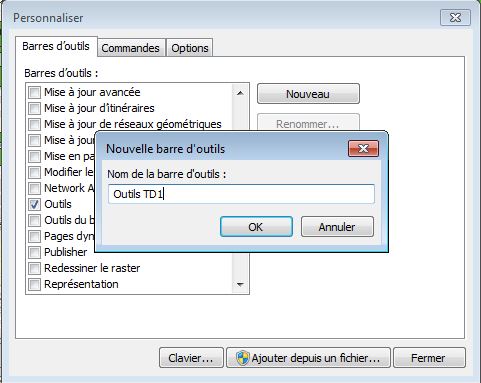 Personnaliser
Barres d'outils
Commandes
Options
Barres d'outils :
Mise à jour avancée
Mise à jour d'itinéraires
Mise à jour de réseaux géométriques
Mise à jou
Mise en pa
Modifier le
Network A
Outils
Outils du b
Pages dyn
Publisher
Redessiner le raster
Représentation
Nouveau
Renommer...
Nouvelle barre d'outils
Nom de la barre d'outils :
Outils TD1
OK
Annuler
Clavier...
Ajouter depuis un fichier...
Fermer